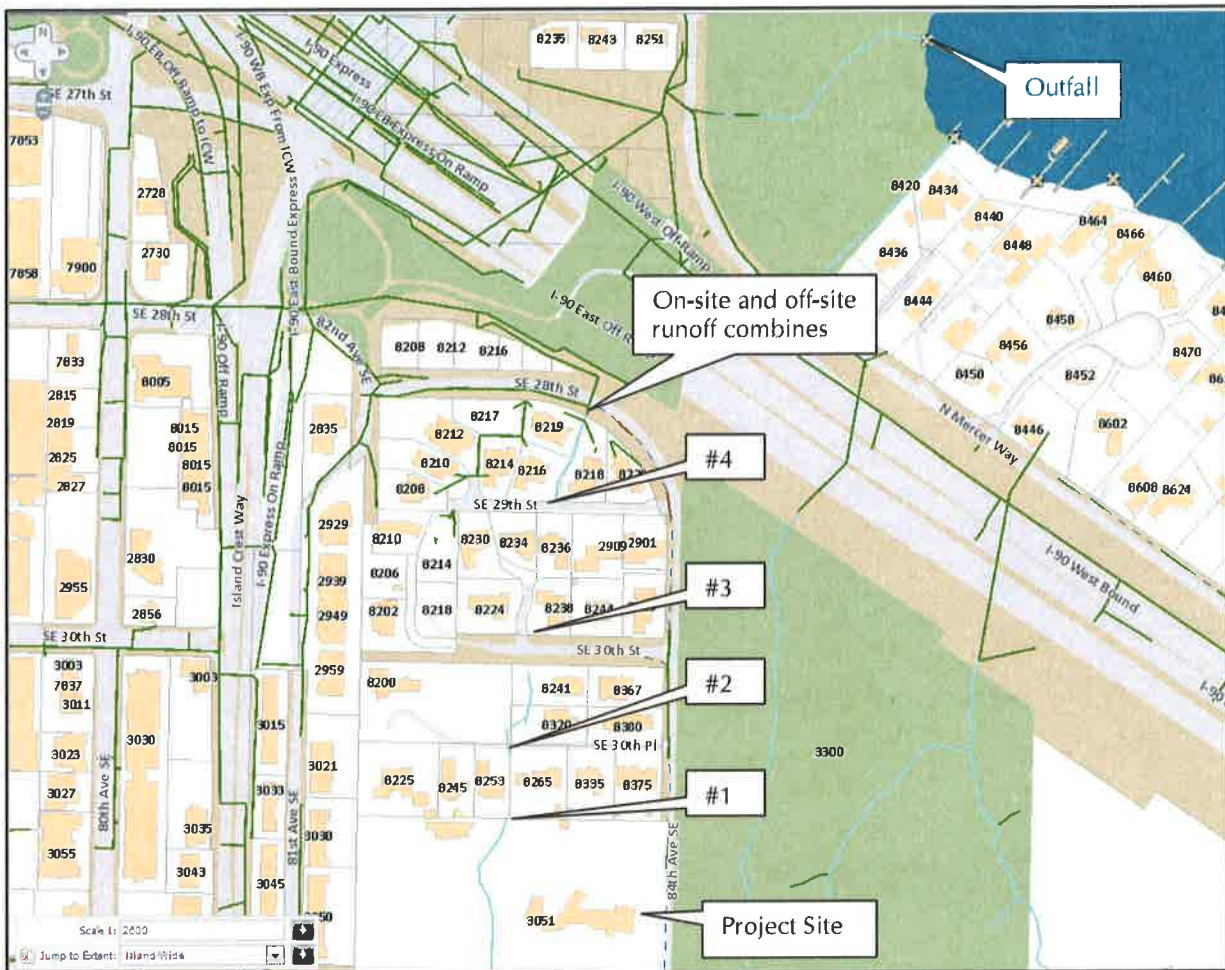 8235 8243 8251
I-90 EB Off Ramp to ICW
I-90 WB Exp From ICW
I-90 Express
I-90 EB Express On Ramp
N
SE 27th St
Outfall
7853
2728
I-90 East Bound Express
I-90 West Off-Ramp
8420 8434
8440
8464
8466
8436
8448
8460
2730
7858
7900
On-site and off-site
runoff combines
I-90 East Off
8444
SE 28th St
I-90 Off Ramp
82nd Ave SE
8208 8212 8216
8458
8456
8470
7833
8005
SE 28th St
8450
8452
2815
8217
N Mercer Way
2819
8015
2835
8212
8219
8446
8602
8015
#4
2825
8015
8210
8214
8216
8218
2827
8015
8208
8608 8624
SE 29th St
I-90 Express On Ramp
Island Crest Way
2929
8210
8230
8234
8236
2909 2901
2830
8214
I-90 West Bound
2955
2939
8206
#3
2856
2949
8202
8218
8224
8238
SE 30th St
SE 30th St
3003
3003
2959
8200
#2
7837
8241
8367
3011
3015
8320
8300
3030
SE 30th Pl
3300
3023
3021
80th Ave SE
8225
8245
8253
8265
8335
8375
#1
3027
3033
81st Ave SE
3035
3030
84th Ave SE
3055
3043
3045
3051
Project Site
Scale 1: 2600
Jump to Extent: Island Wide